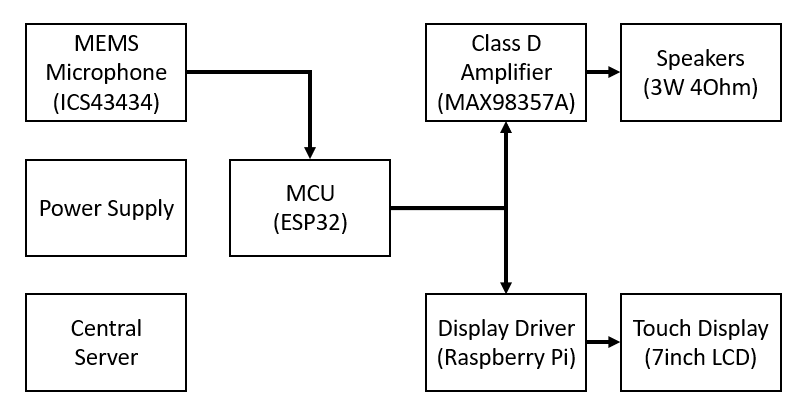 MEMS
Microphone
(ICS43434)
Class D
Amplifier
(MAX98357A)
Speakers
(3W 4Ohm)
Power Supply
MCU
(ESP32)
Central
Server
Display Driver
(Raspberry Pi)
Touch Display
(7inch LCD)